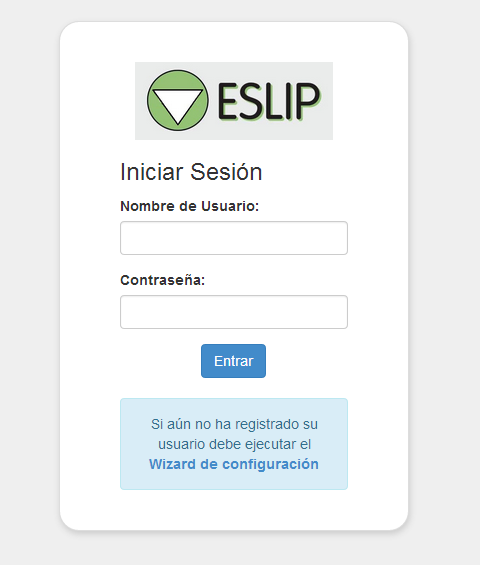 ESLIP
Iniciar Sesión
Nombre de Usuario:
Contraseña:
Entrar
Si aún no ha registrado su
usuario debe ejecutar el
Wizard de configuración